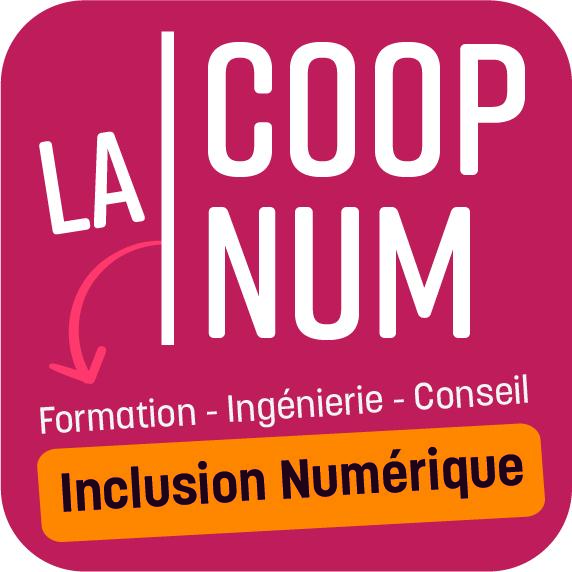 LA
COOP
NUM
Formation - Ingénierie - Conseil
Inclusion Numérique